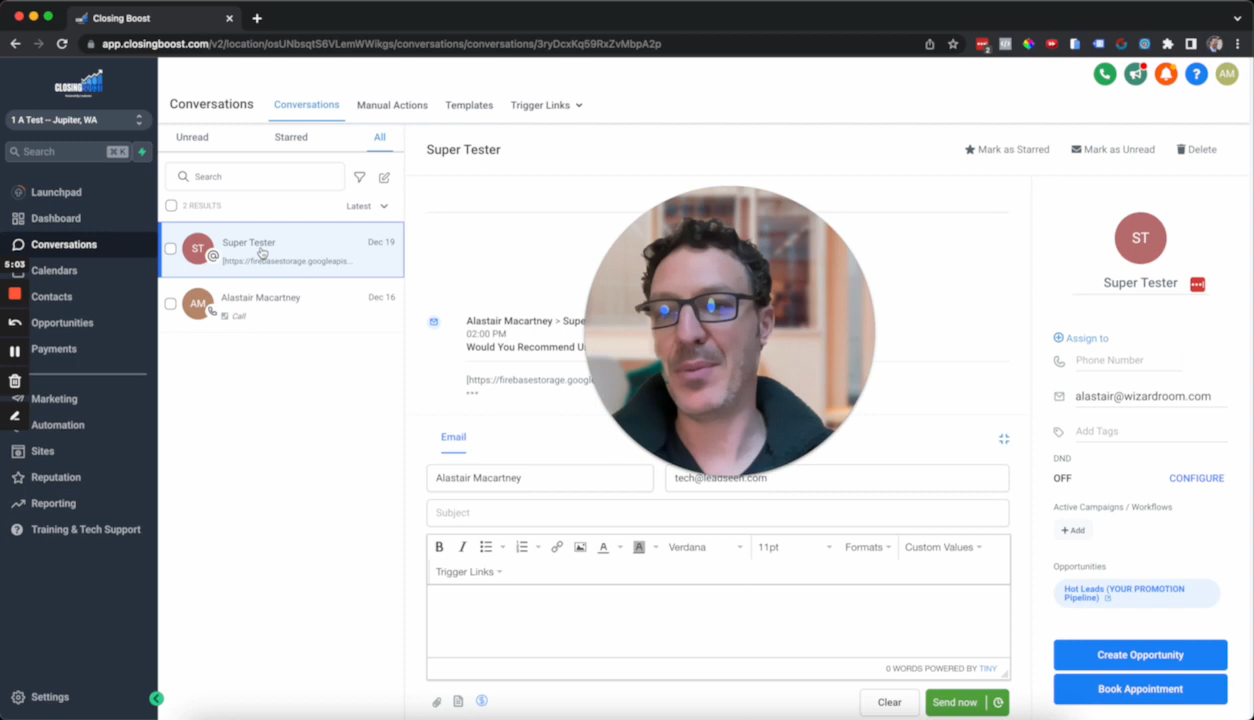 Closing Boost
app.closingboost.com/v2/location/osUNbsqtS6VLemWWikgs/conversations/conversations/3ryDcxKq59RxZvMbpA2p
CLOSING
BOOST
1 A Test -- Jupiter, WA
Search ⌘K
Launchpad
Dashboard
Conversations
5:03
Calendars
Contacts
Opportunities
Payments
Marketing
Automation
Sites
Reputation
Reporting
Training & Tech Support
Settings
Conversations Conversations Manual Actions Templates Trigger Links
AM
Unread Starred All
Search
2 RESULTS Latest
ST Super Tester Dec 19
[https://firebasestorage.googleapis...
AM Alastair Macartney Dec 16
Call
Super Tester
Mark as Starred Mark as Unread Delete
Alastair Macartney > Supe
02:00 PM
Would You Recommend U
[https://firebasestorage.googl
Email
Alastair Macartney tech@leadseen.com
Subject
B I A A Verdana 11pt Formats Custom Values
Trigger Links
0 WORDS POWERED BY TINY
Clear Send now
ST
Super Tester
Assign to
Phone Number
alastair@wizardroom.com
Add Tags
DND
OFF CONFIGURE
Active Campaigns / Workflows
+ Add
Opportunities
Hot Leads (YOUR PROMOTION
Pipeline)
Create Opportunity
Book Appointment